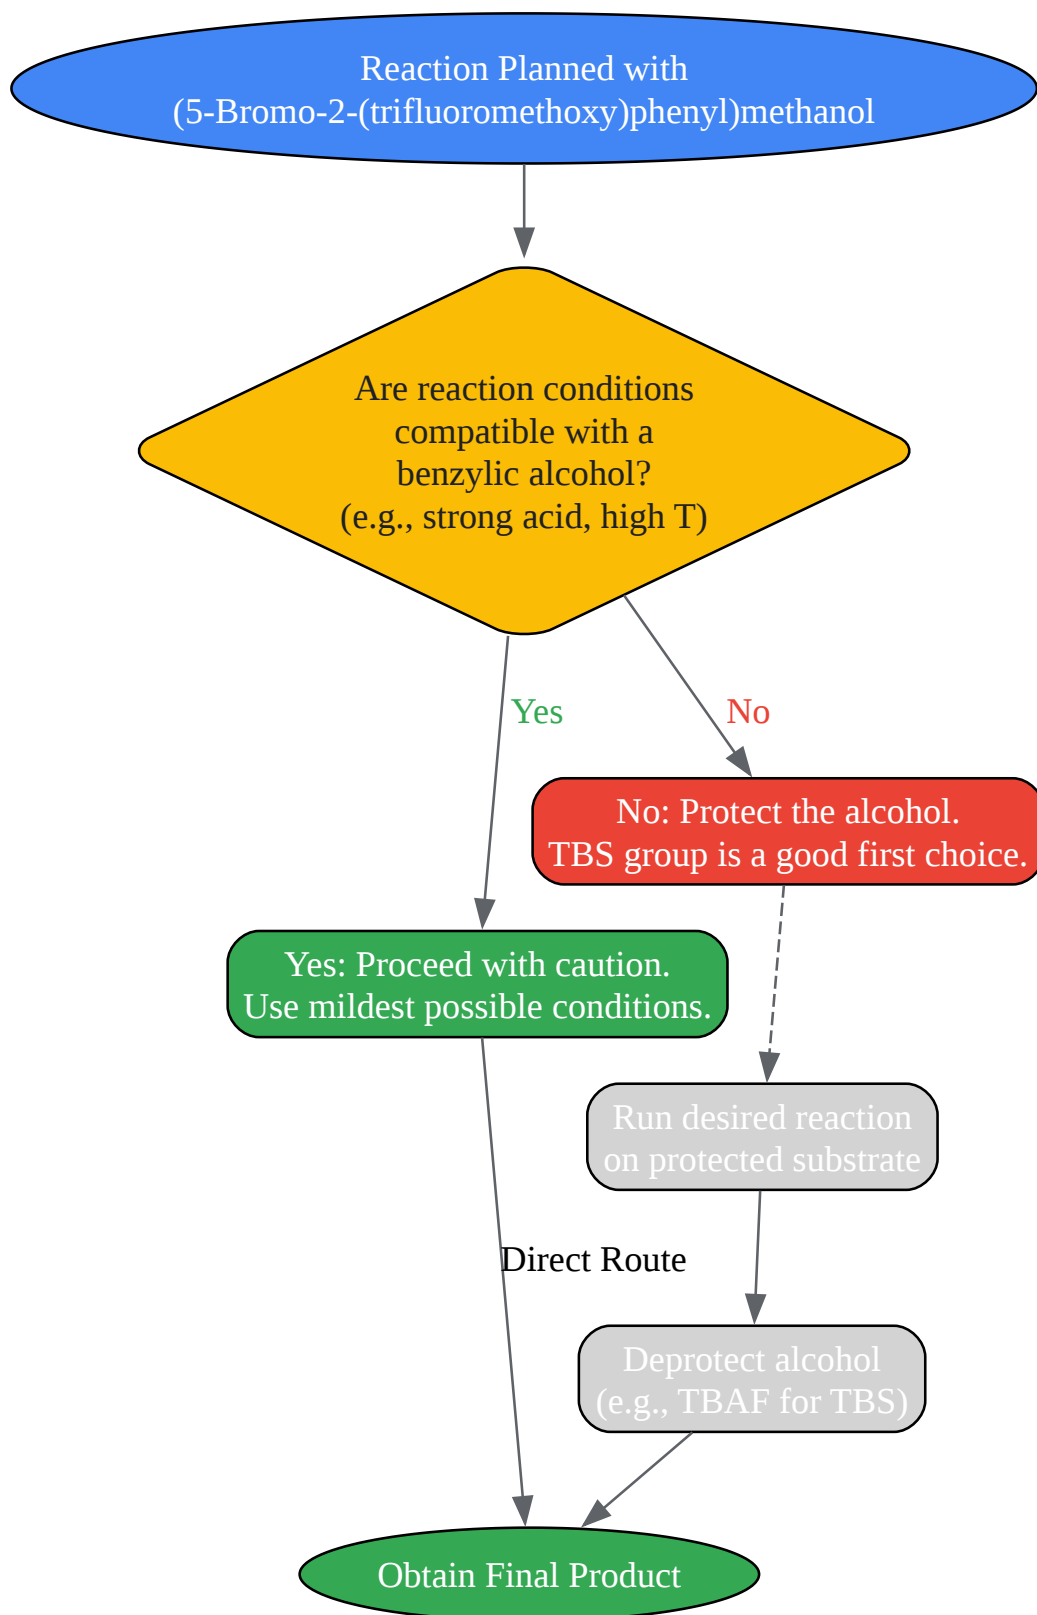 Reaction Planned with
(5-Bromo-2-(trifluoromethoxy)phenyl)methanol
Are reaction conditions
compatible with a
benzylic alcohol?
(e.g., strong acid, high T)
Yes
No
No: Protect the alcohol.
TBS group is a good first choice.
Yes: Proceed with caution.
Use mildest possible conditions.
Run desired reaction
on protected substrate
Direct Route
Deprotect alcohol
(e.g., TBAF for TBS)
Obtain Final Product